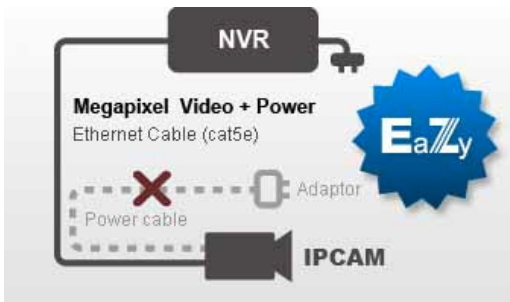 NVR
Megapixel Video + Power
Ethernet Cable (cat5e)
EaZy
Adaptor
Power cable
IPCAM